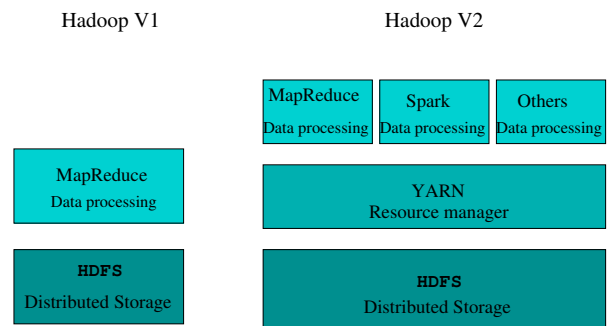 Hadoop V1
MapReduce
Data processing
HDFS
Distributed Storage
Hadoop V2
MapReduce
Data processing
Spark
Data processing
Others
Data processing
YARN
Resource manager
HDFS
Distributed Storage